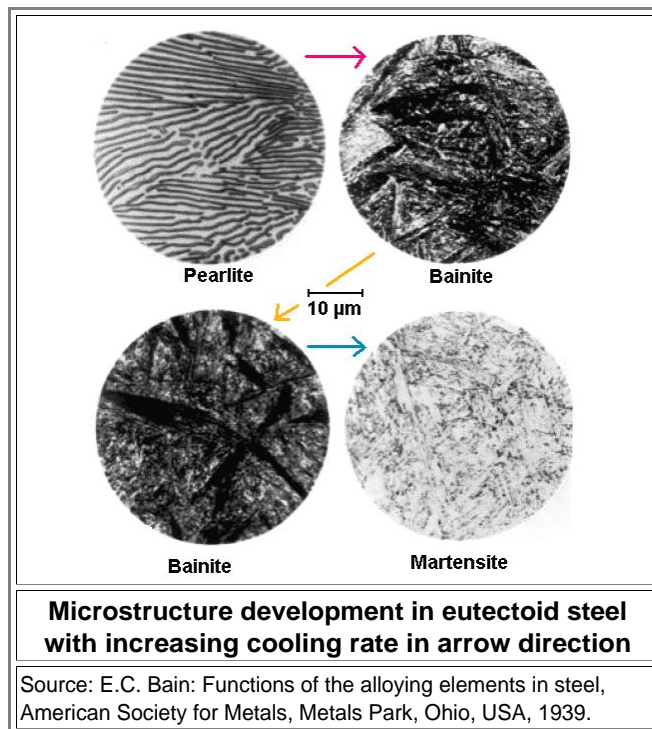 Pearlite
Bainite
10 µm
Bainite
Martensite
Microstructure development in eutectoid steel
with increasing cooling rate in arrow direction
Source: E.C. Bain: Functions of the alloying elements in steel,
American Society for Metals, Metals Park, Ohio, USA, 1939.